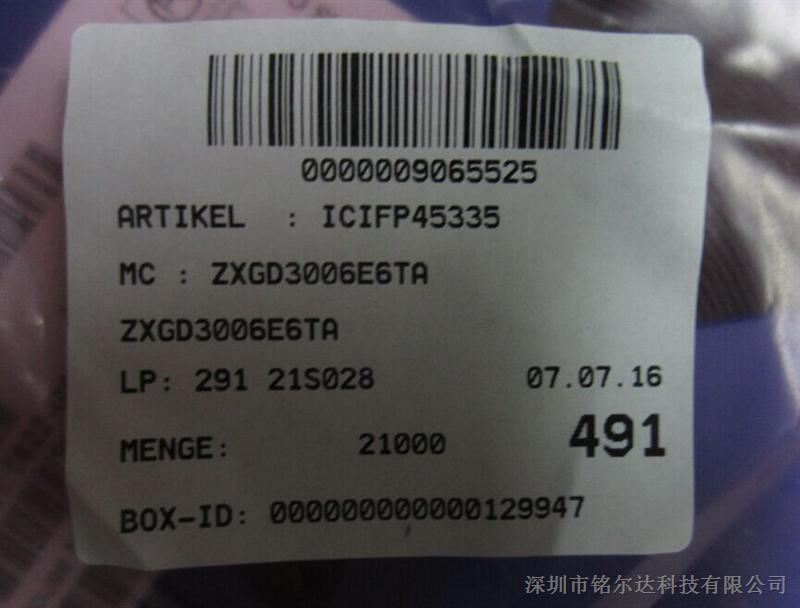 0000009065525
ARTIKEL : ICIFP45335
MC : ZXGD3006E6TA
ZXGD3006E6TA
LP: 291 21S028 07.07.16
MENGE: 21000 491
BOX-ID: 000000000000129947
深圳市铭尔达科技有限公司